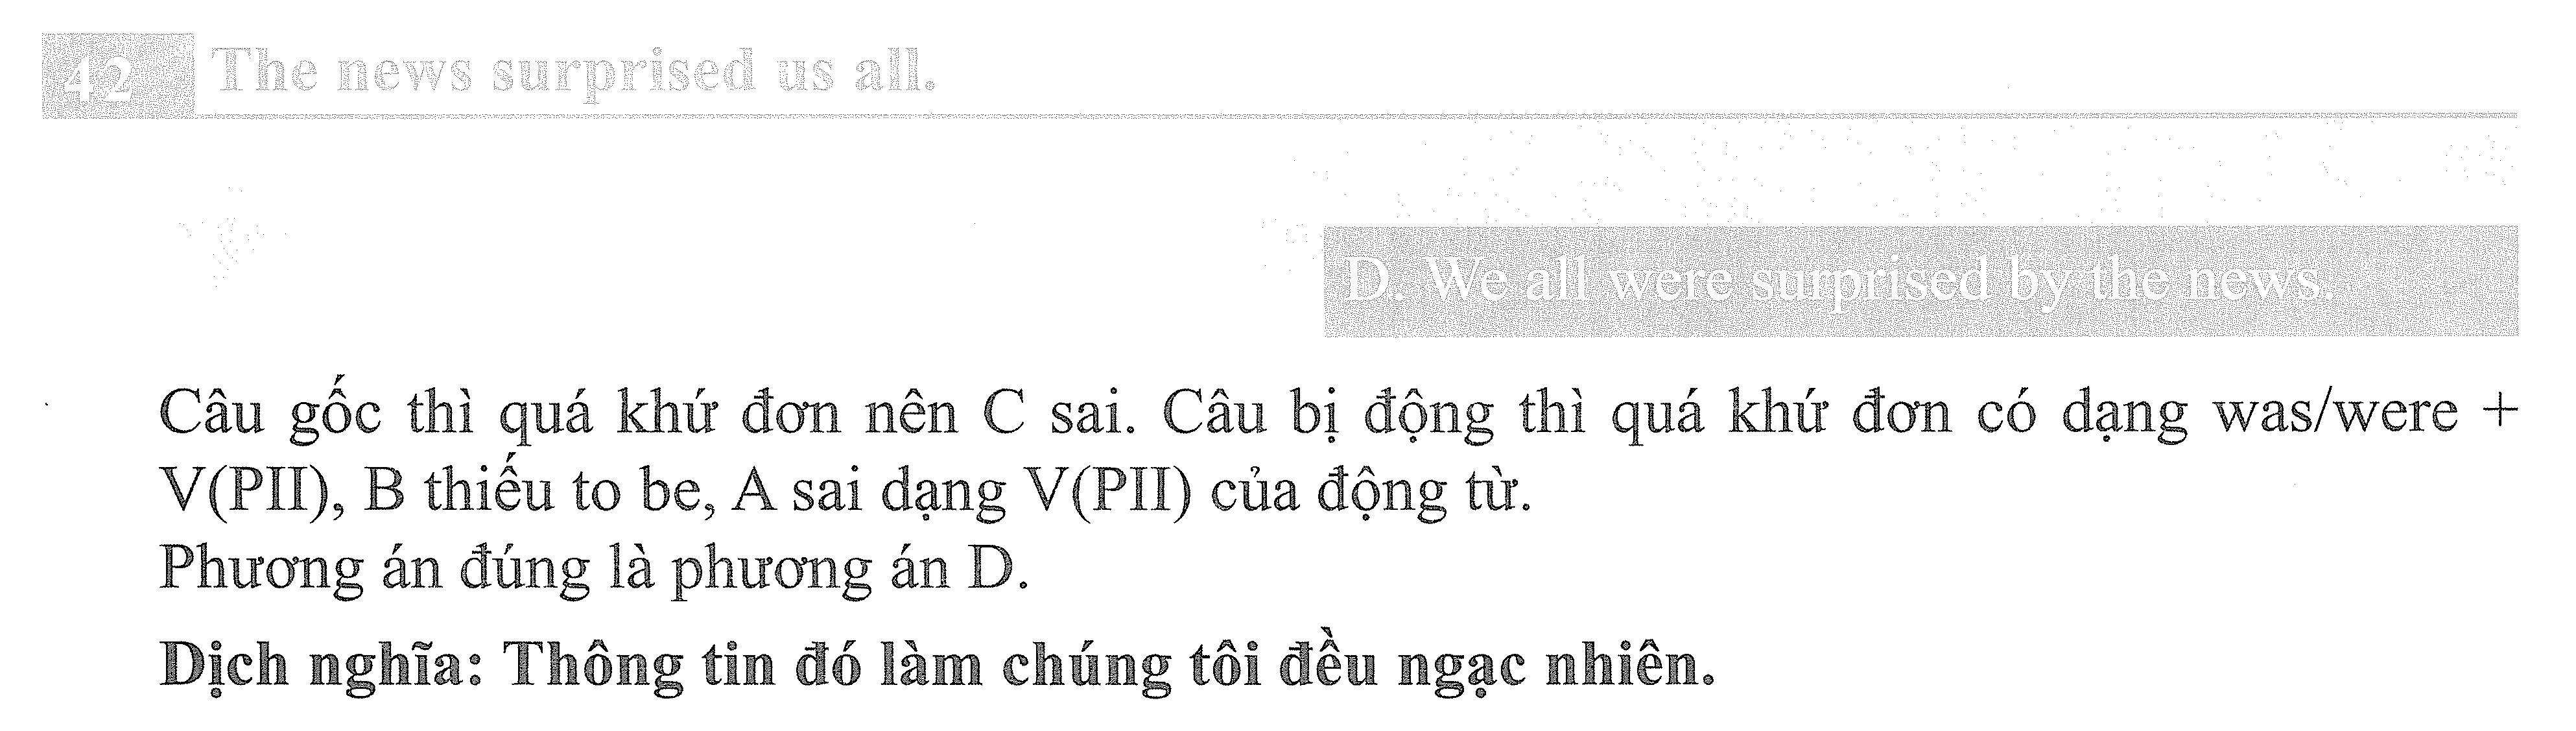 42 The news surprised us all.
D. We all were surprised by the news.
Câu gốc thì quá khứ đơn nên C sai. Câu bị động thì quá khứ đơn có dạng was/were +
V(PII), B thiếu to be, A sai dạng V(PII) của động từ.
Phương án đúng là phương án D.
Dịch nghĩa: Thông tin đó làm chúng tôi đều ngạc nhiên.